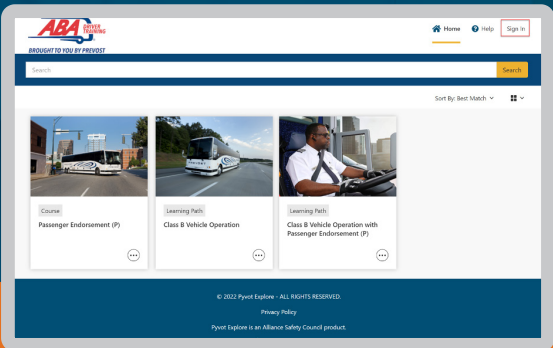 ABA DRIVER
TRAINING
BROUGHT TO YOU BY PREVOST
Home
Help
Sign In
Search
Search
Sort By: Best Match
Course
Passenger Endorsement (P)
Learning Path
Class B Vehicle Operation
Learning Path
Class B Vehicle Operation with
Passenger Endorsement (P)
© 2022 Pyvot Explore - ALL RIGHTS RESERVED.
Privacy Policy
Pyvot Explore is an Alliance Safety Council product.